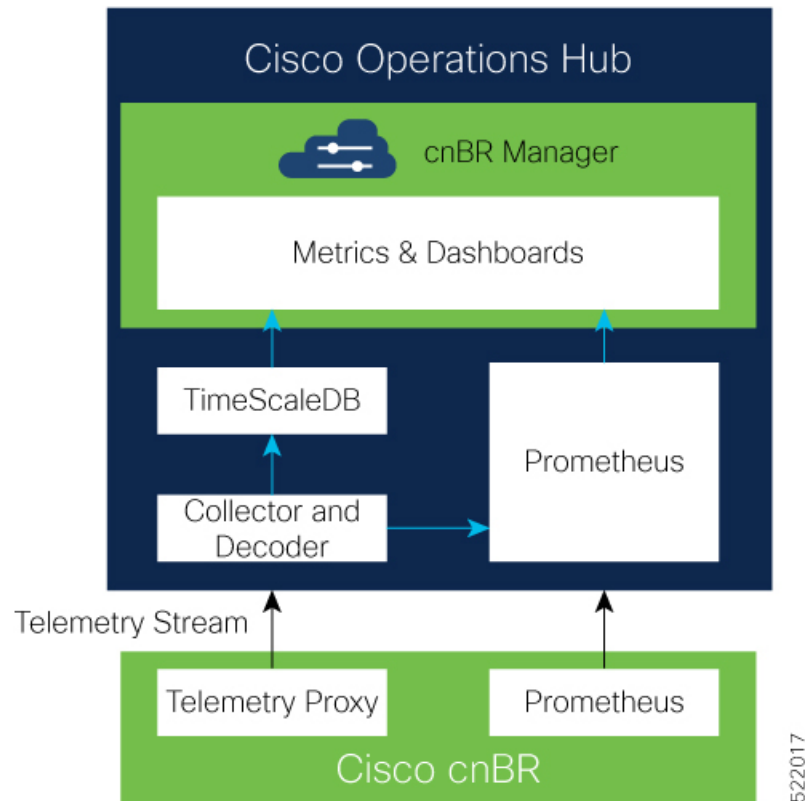 Cisco Operations Hub
cnBR Manager
Metrics & Dashboards
TimeScaleDB
Prometheus
Collector and
Decoder
Telemetry Stream
Telemetry Proxy
Prometheus
Cisco cnBR
522017